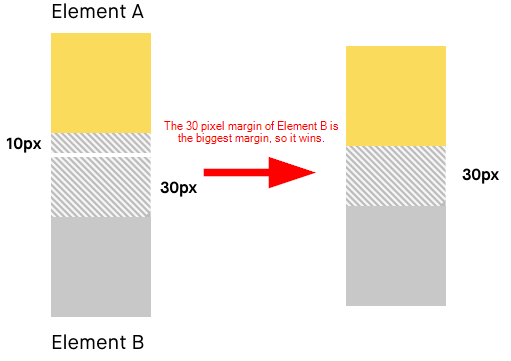 Element A
10px
The 30 pixel margin of Element B is
the biggest margin, so it wins.
30px
30px
Element B